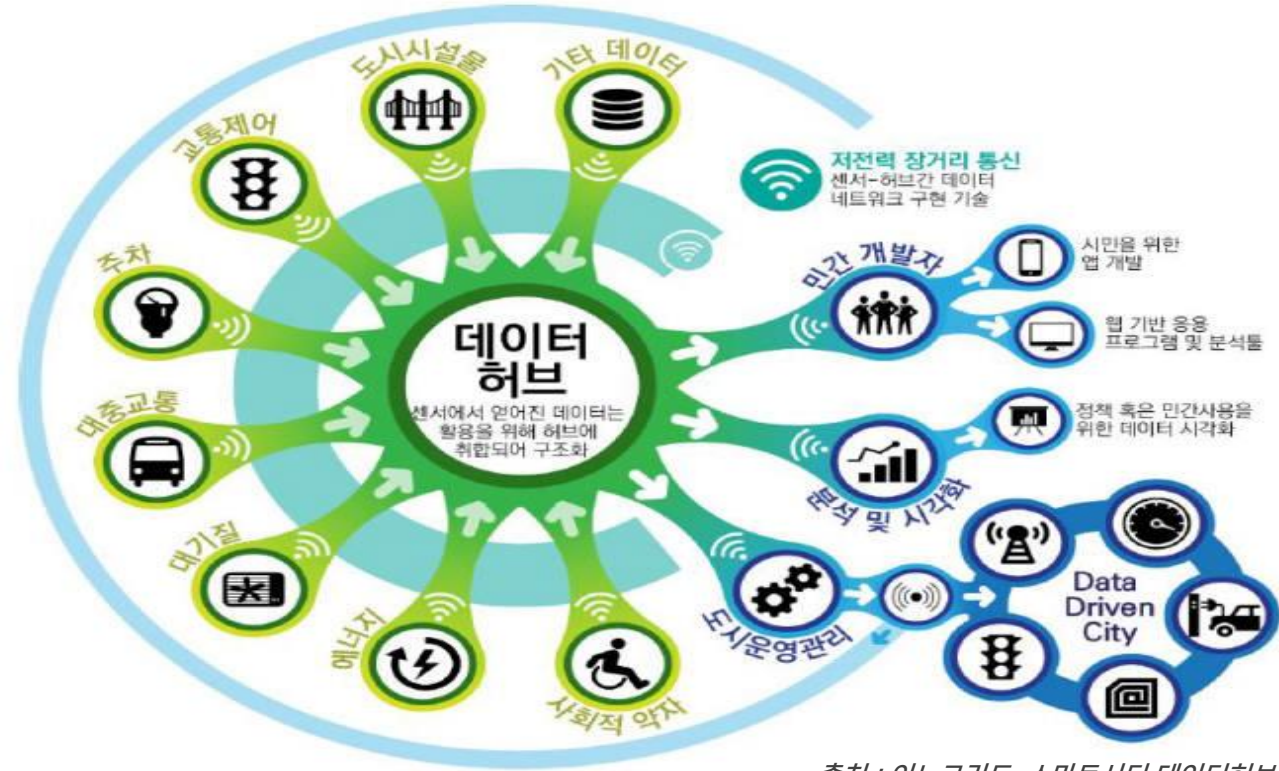 도시시설물
기타 데이터
교통제어
주차
대중교통
대기질
에너지
사회적 약자
데이터
허브
센서에서 얻어진 데이터는
활용을 위해 허브에
취합되어 구조화
저전력 장거리 통신
센서-허브간 데이터
네트워크 구현 기술
민간 개발자
시민을 위한
앱 개발
웹 기반 응용
프로그램 및 분석툴
분석 및 시각화
정책 혹은 민간사용을
위한 데이터 시각화
도시운영관리
Data
Driven
City